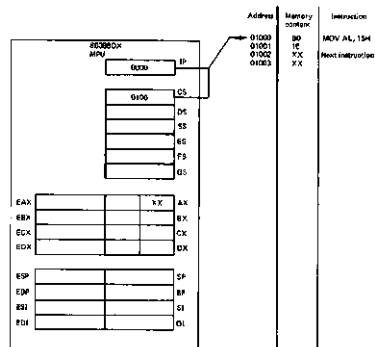 Address Memory content Instruction
01000 B0 MOV AL, 15H
01001 15
01002 XX Next instruction
01003 XX
80386DX
MPU
0000 IP
0100 CS
DS
SS
ES
FS
GS
EAX XX AX
EBX BX
ECX CX
EDX DX
ESP SP
EBP BP
ESI SI
EDI DI